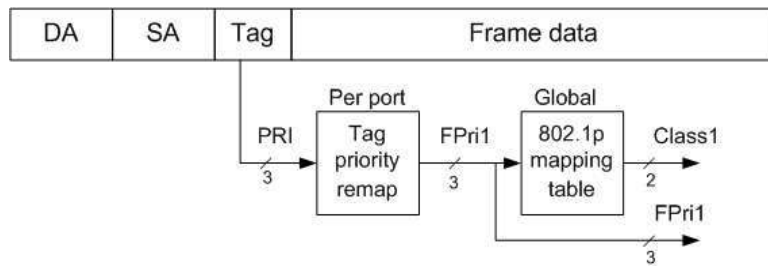 DA SA Tag Frame data
Per port Global
PRI Tag priority remap FPri1 802.1p mapping table Class1
3 3 2
FPri1
3